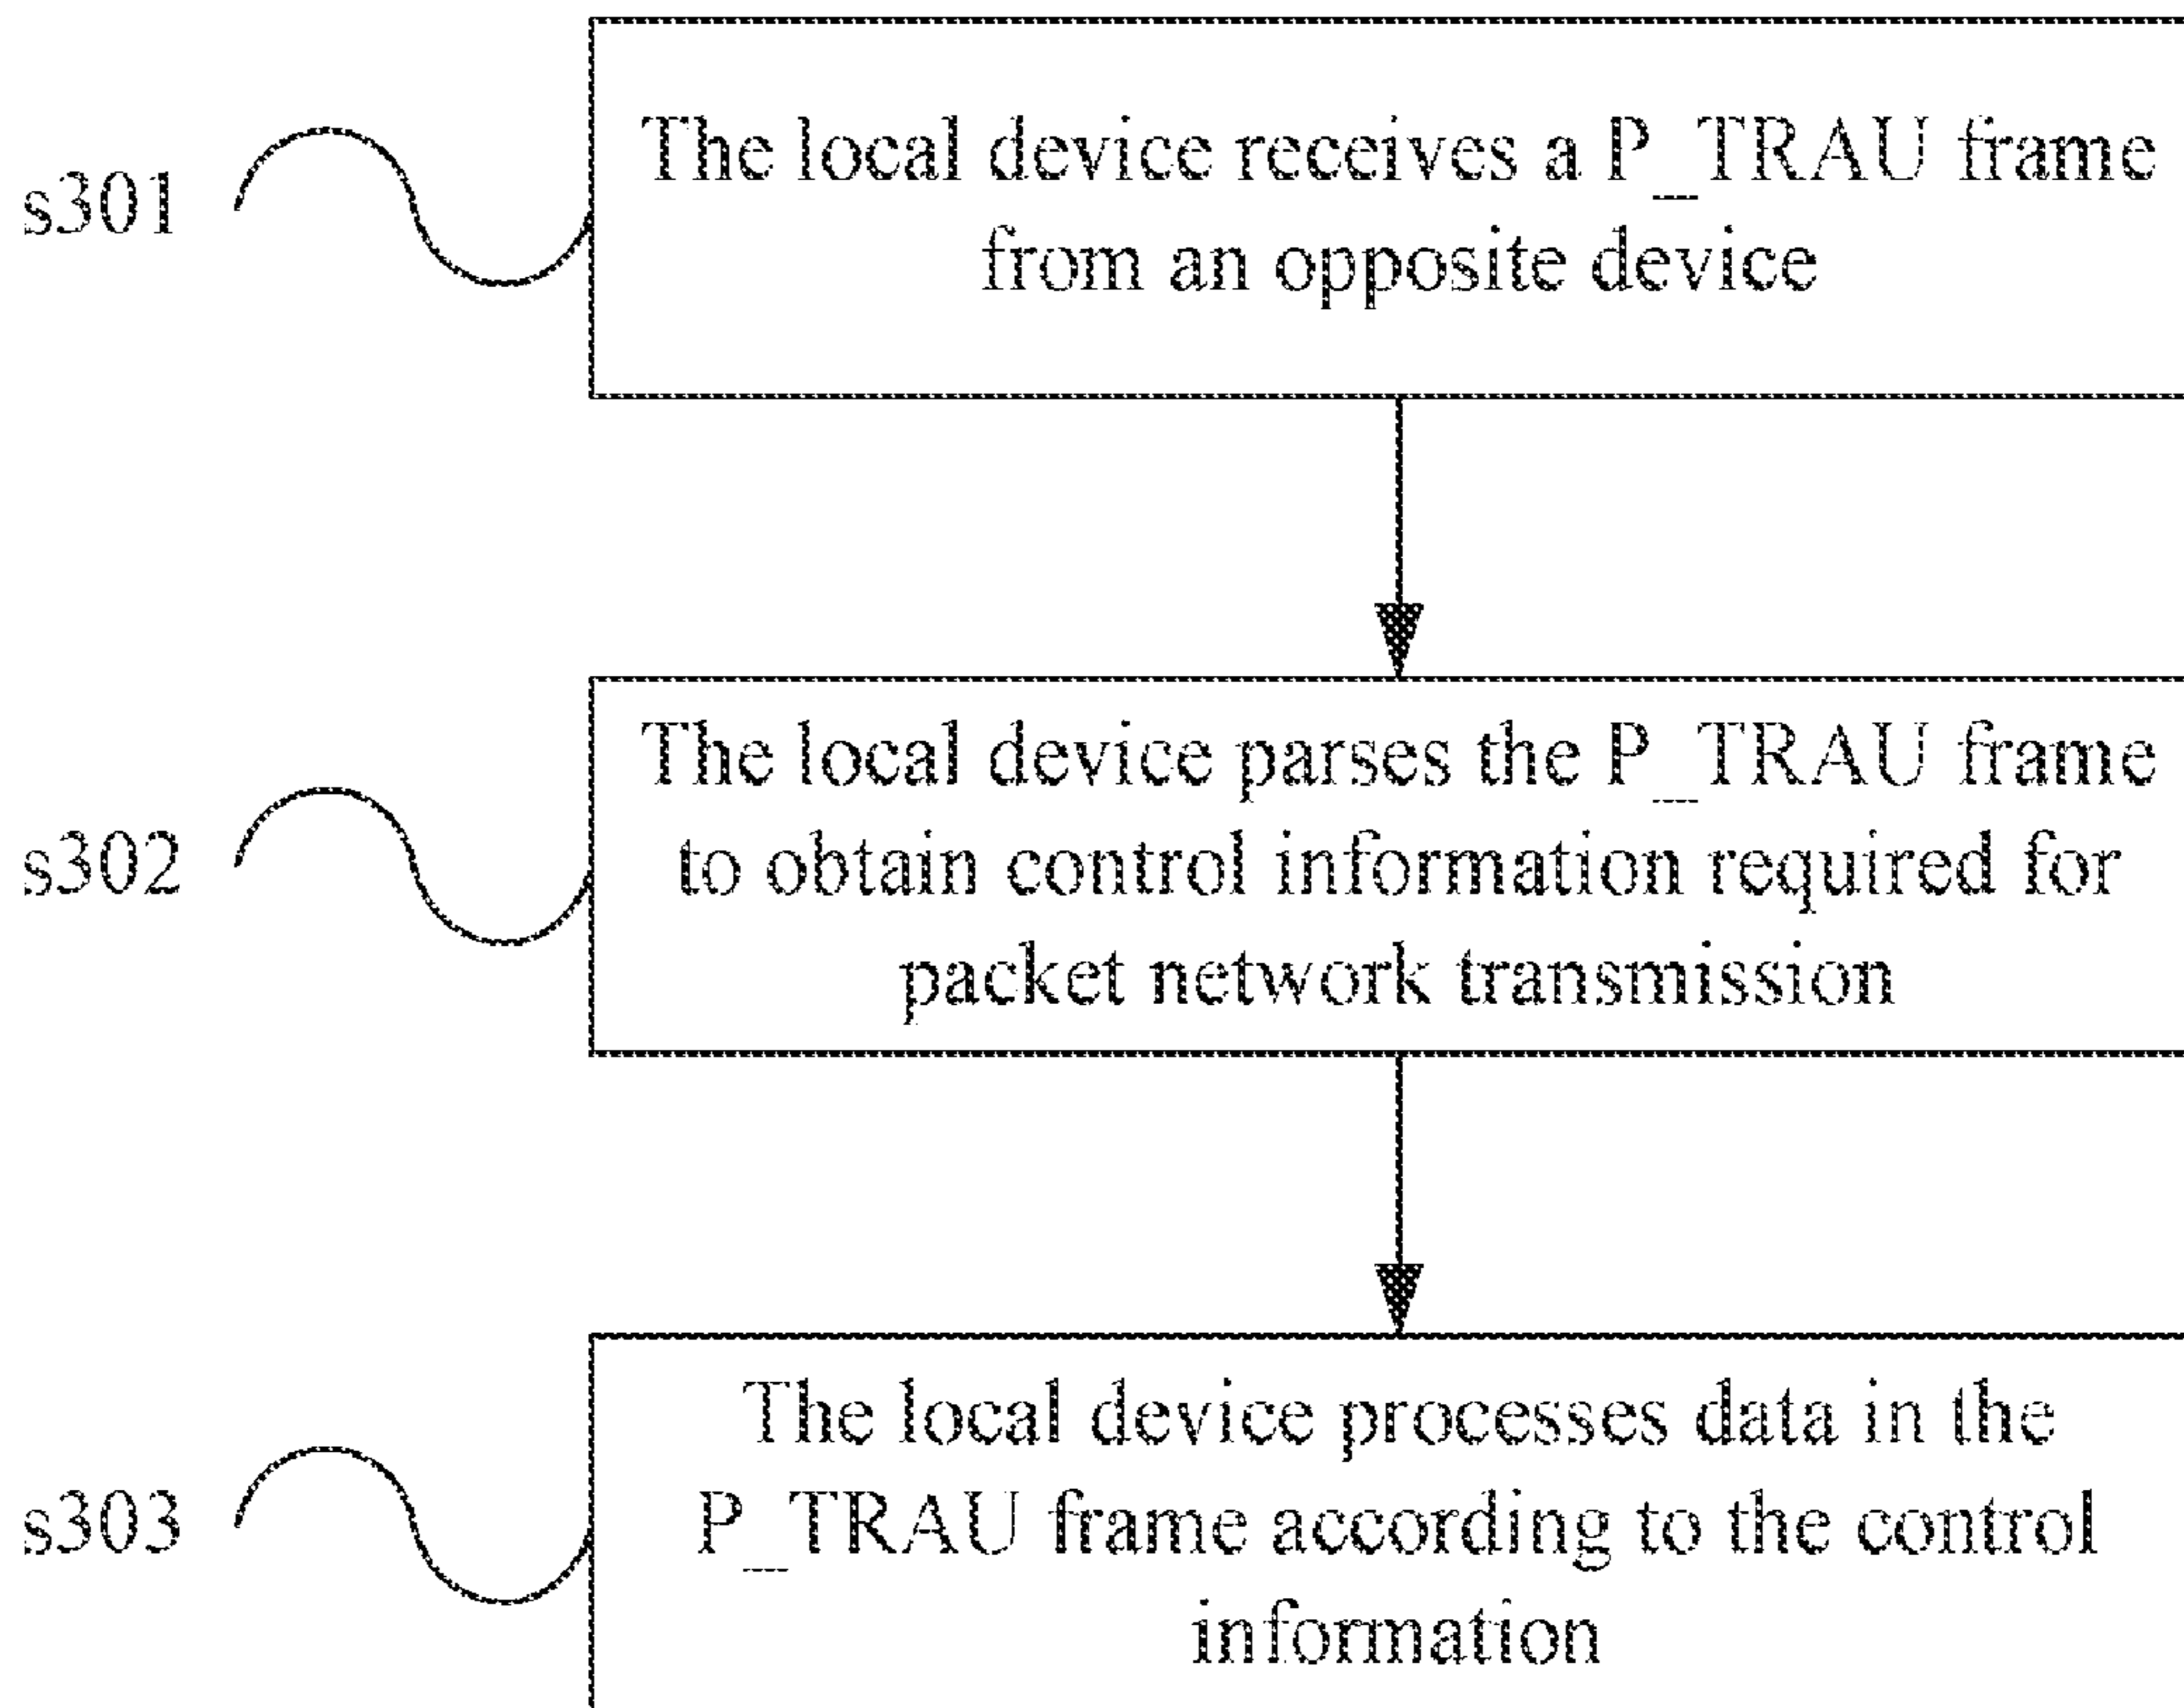 s301
The local device receives a P_TRAU frame
from an opposite device
s302
The local device parses the P_TRAU frame
to obtain control information required for
packet network transmission
s303
The local device processes data in the
P_TRAU frame according to the control
information